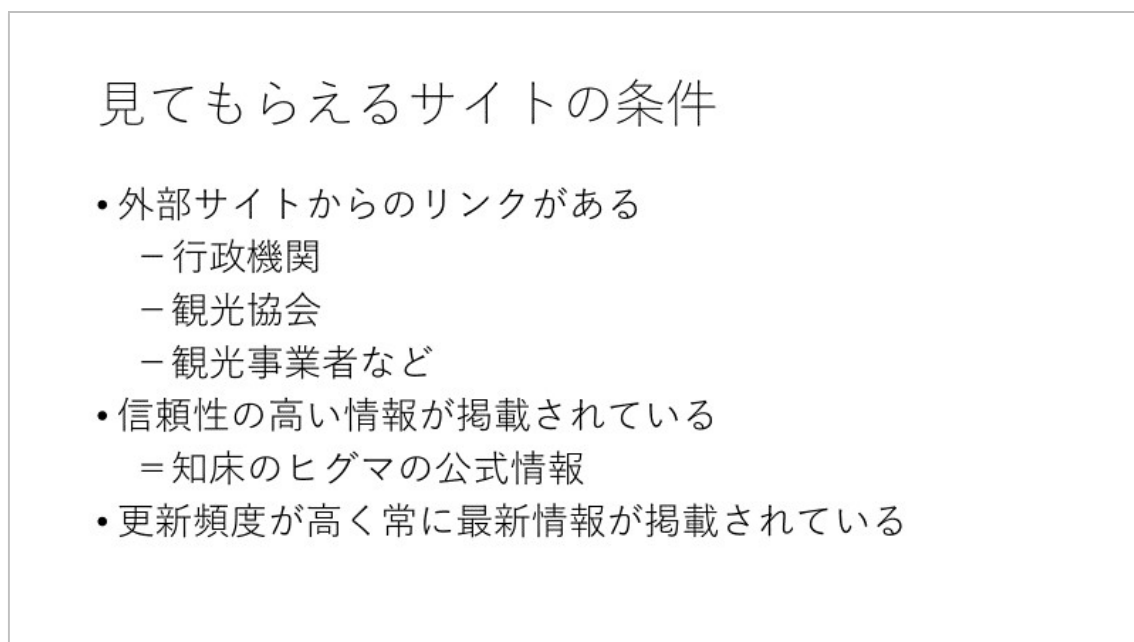 見てもらえるサイトの条件
• 外部サイトからのリンクがある
－行政機関
－観光協会
－観光事業者など
• 信頼性の高い情報が掲載されている
＝知床のヒグマの公式情報
• 更新頻度が高く常に最新情報が掲載されている